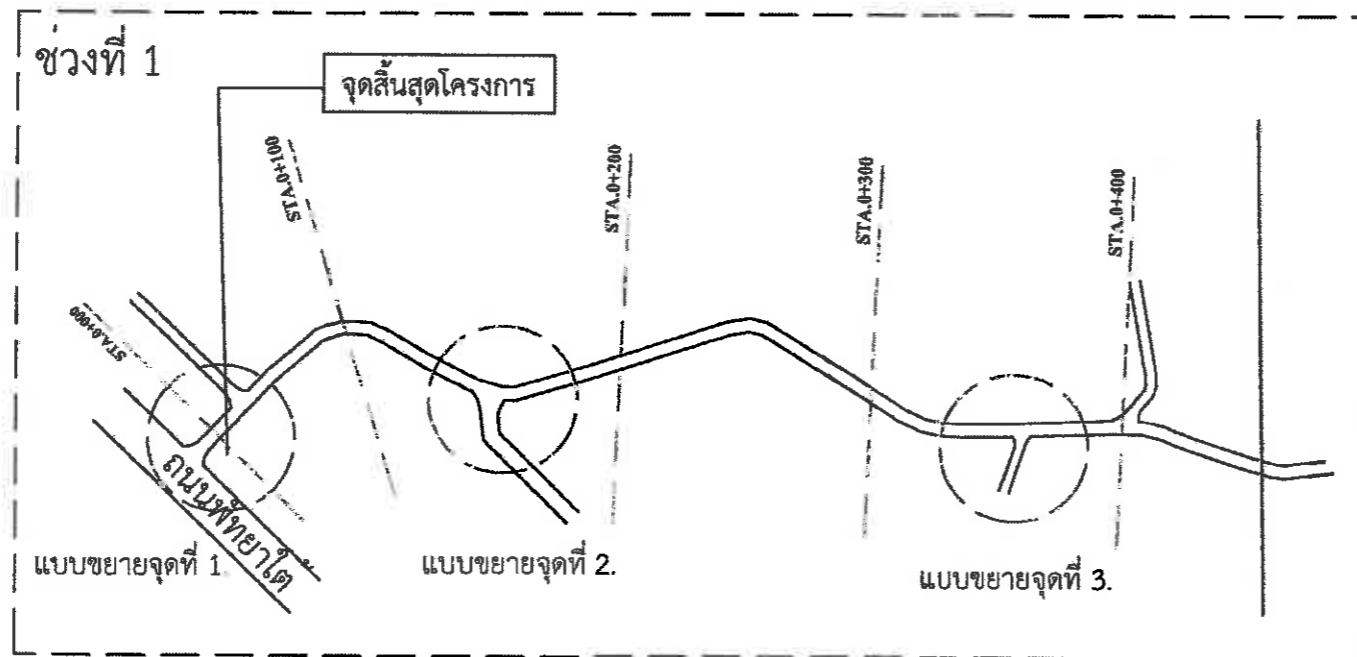 ช่วงที่ 1
จุดสิ้นสุดโครงการ
STA.0+000
STA.0+100
STA.0+200
STA.0+300
STA.0+400
ถนนพัทยาใต้
แบบขยายจุดที่ 1.
แบบขยายจุดที่ 2.
แบบขยายจุดที่ 3.